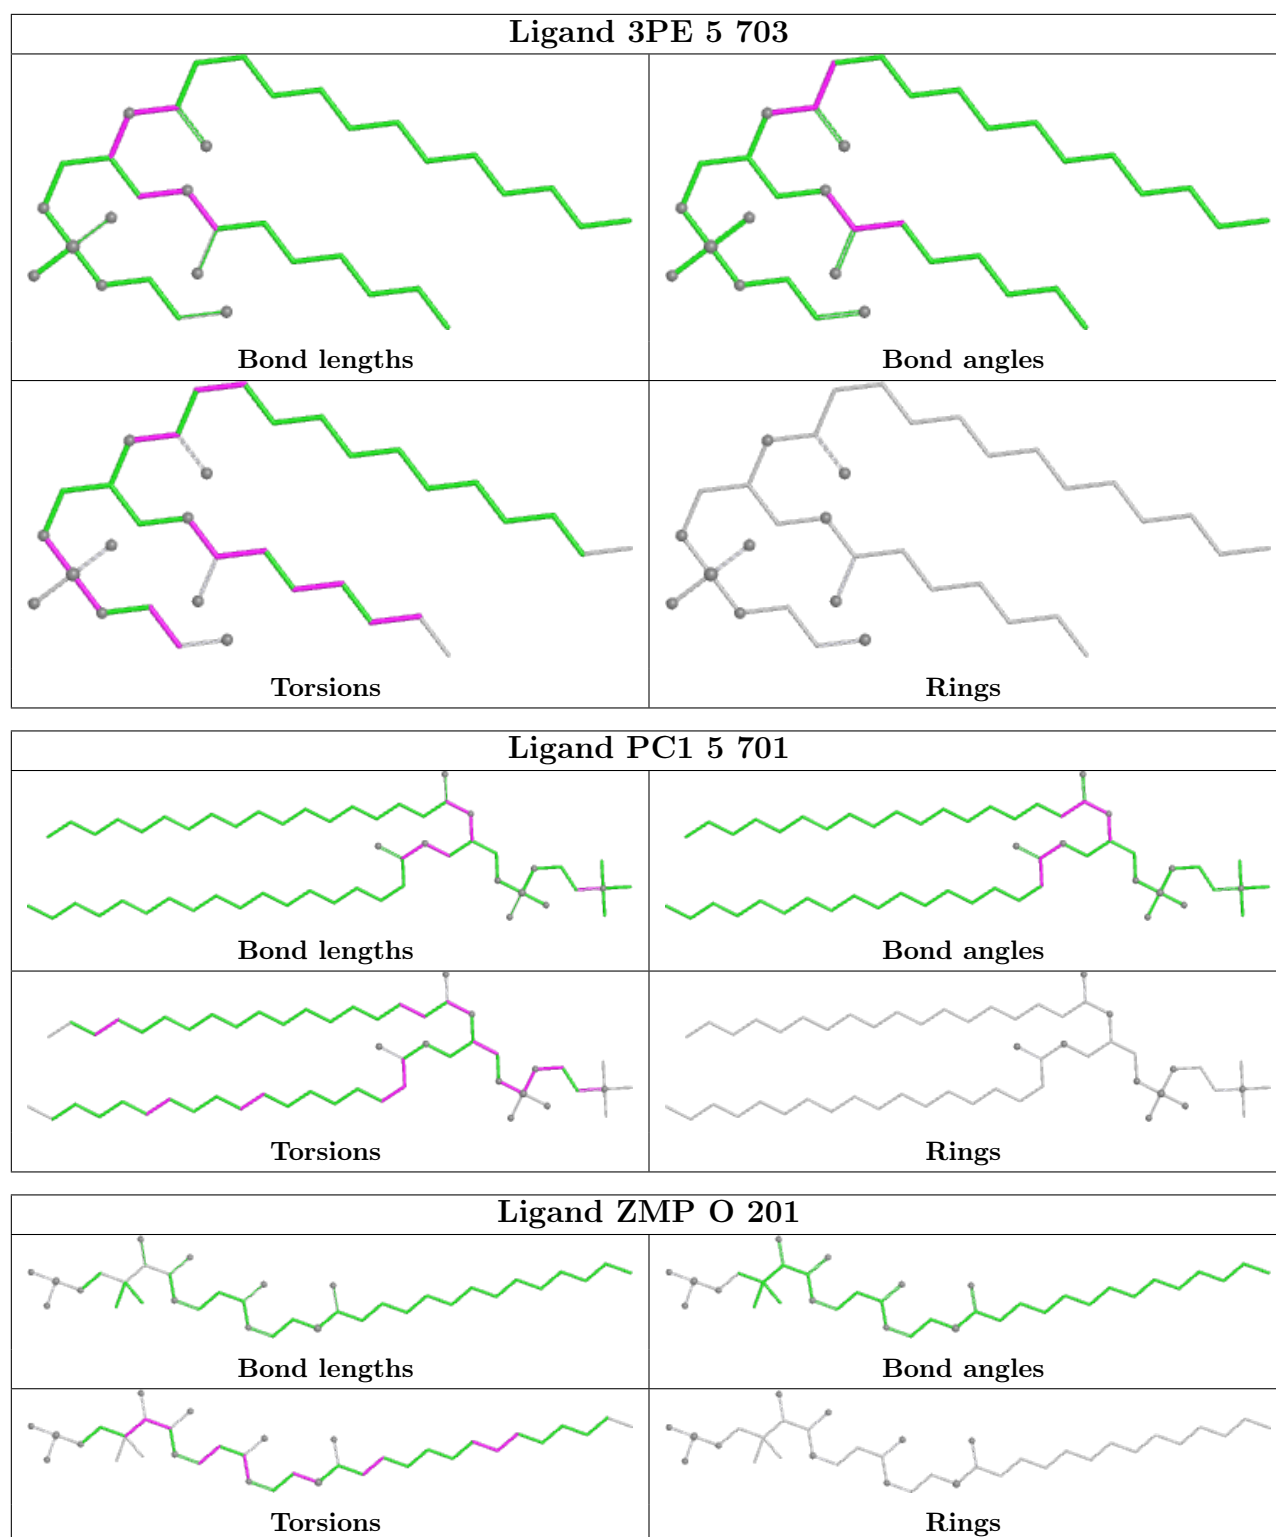 Ligand 3PE 5 703
Bond lengths
Bond angles
Torsions
Rings
Ligand PC1 5 701
Bond lengths
Bond angles
Torsions
Rings
Ligand ZMP O 201
Bond lengths
Bond angles
Torsions
Rings